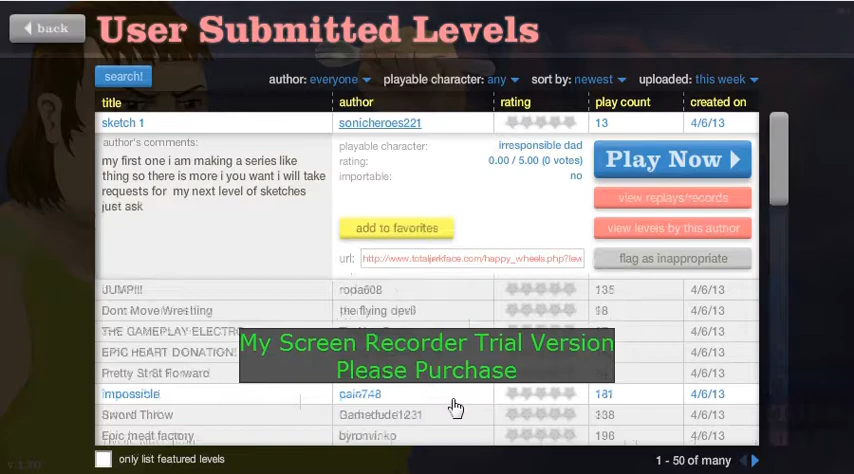 back
User Submitted Levels
search!
author: everyone playable character: any sort by: newest uploaded: this week
title author rating play count created on
sketch 1 sonicheroes221 13 4/6/13
author's comments:
my first one i am making a series like
thing so there is more i you want i will take
requests for my next level of sketches
just ask
playable character: irresponsible dad
rating: 0.00 / 5.00 (0 votes)
importable: no
Play Now
view replays/records
view levels by this author
add to favorites
flag as inappropriate
url: http://www.totaljerkface.com/happy_wheels.php?lev
JUMP!!! 135 4/6/13
Dont Move Wrestling the flying devil 98 4/6/13
THE GAMEPLAY 4/6/13
EPIC HEART DONATION! 4/6/13
Pretty Str8 Forward 4/6/13
My Screen Recorder Trial Version
Please Purchase
impossible cain748 181 4/6/13
Sword Throw Gamedude1231 338 4/6/13
Epic meat factory byronvinko 196 4/6/13
only list featured levels 1 - 50 of many